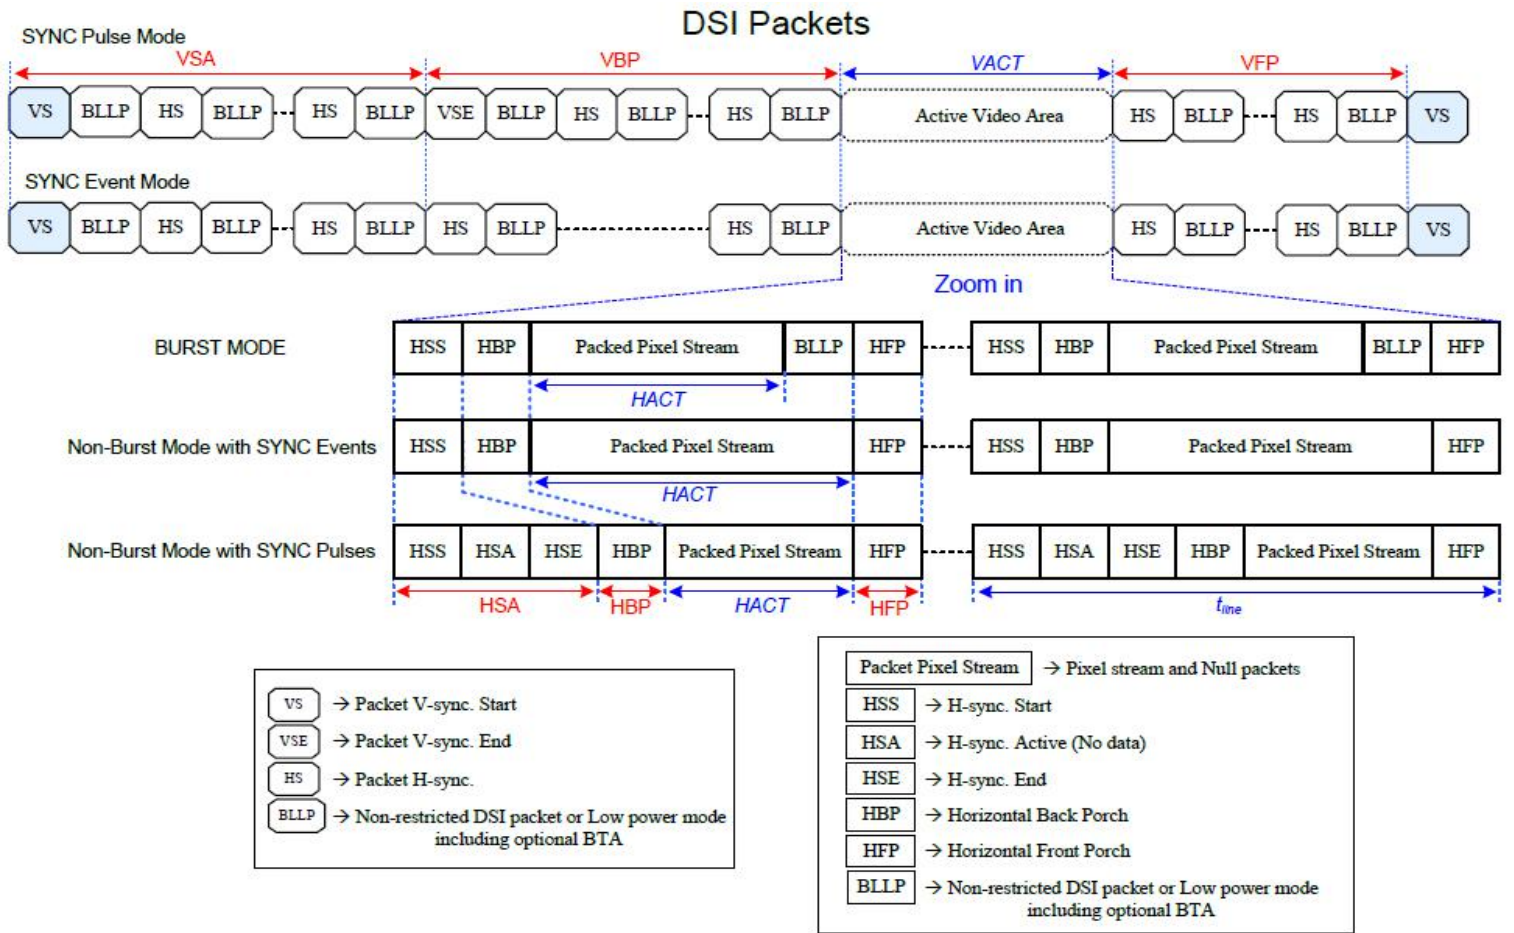 DSI Packets
SYNC Pulse Mode
VSA VBP VACT VFP
VS BLLP HS BLLP HS BLLP VSE BLLP HS BLLP HS BLLP Active Video Area HS BLLP HS BLLP VS
SYNC Event Mode
VS BLLP HS BLLP HS BLLP HS BLLP HS BLLP Active Video Area HS BLLP HS BLLP VS
Zoom in
BURST MODE HSS HBP Packed Pixel Stream BLLP HFP HSS HBP Packed Pixel Stream BLLP HFP
HACT
Non-Burst Mode with SYNC Events HSS HBP Packed Pixel Stream HFP HSS HBP Packed Pixel Stream HFP
HACT
Non-Burst Mode with SYNC Pulses HSS HSA HSE HBP Packed Pixel Stream HFP HSS HSA HSE HBP Packed Pixel Stream HFP
HSA HBP HACT HFP tline
VS → Packet V-sync. Start
VSE → Packet V-sync. End
HS → Packet H-sync.
BLLP → Non-restricted DSI packet or Low power mode
including optional BTA
Packet Pixel Stream → Pixel stream and Null packets
HSS → H-sync. Start
HSA → H-sync. Active (No data)
HSE → H-sync. End
HBP → Horizontal Back Porch
HFP → Horizontal Front Porch
BLLP → Non-restricted DSI packet or Low power mode
including optional BTA